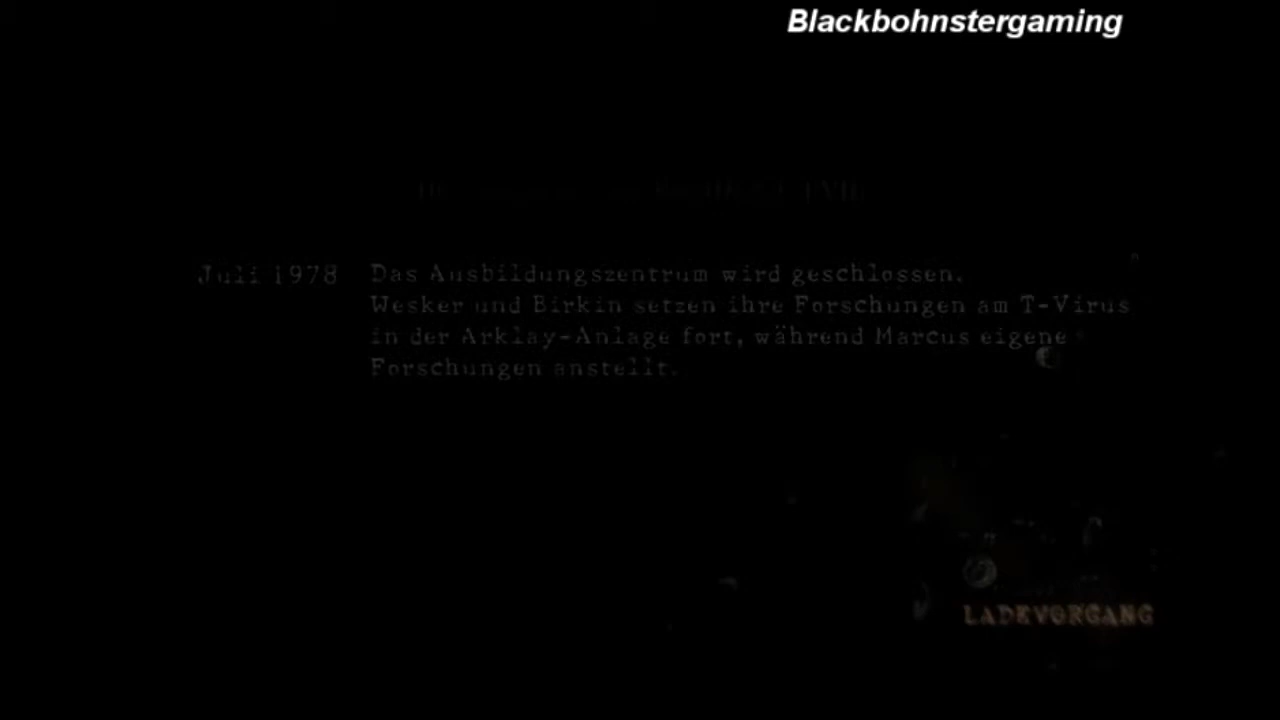 Blackbohnstergaming
Juli 1978 Das Ausbildungszentrum wird geschlossen.
Wesker und Birkin setzen ihre Forschungen am T-Virus
in der Arklay-Anlage fort, während Marcus eigene
Forschungen anstellt.
LADEVORGANG